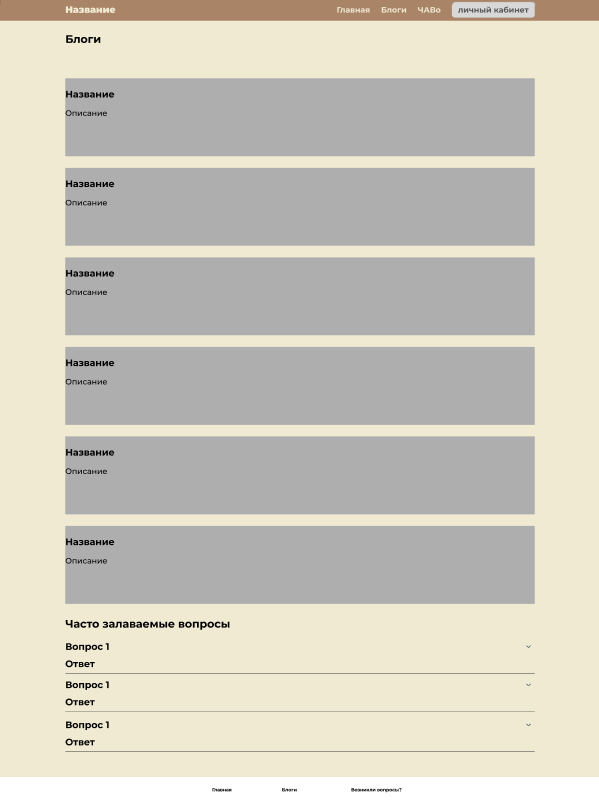 Название
Главная Блоги ЧАВо личный кабинет
Блоги
Название
Описание
Название
Описание
Название
Описание
Название
Описание
Название
Описание
Название
Описание
Часто залаваемые вопросы
Вопрос 1
Ответ
Вопрос 1
Ответ
Вопрос 1
Ответ
Главная Блоги Возникли вопросы?